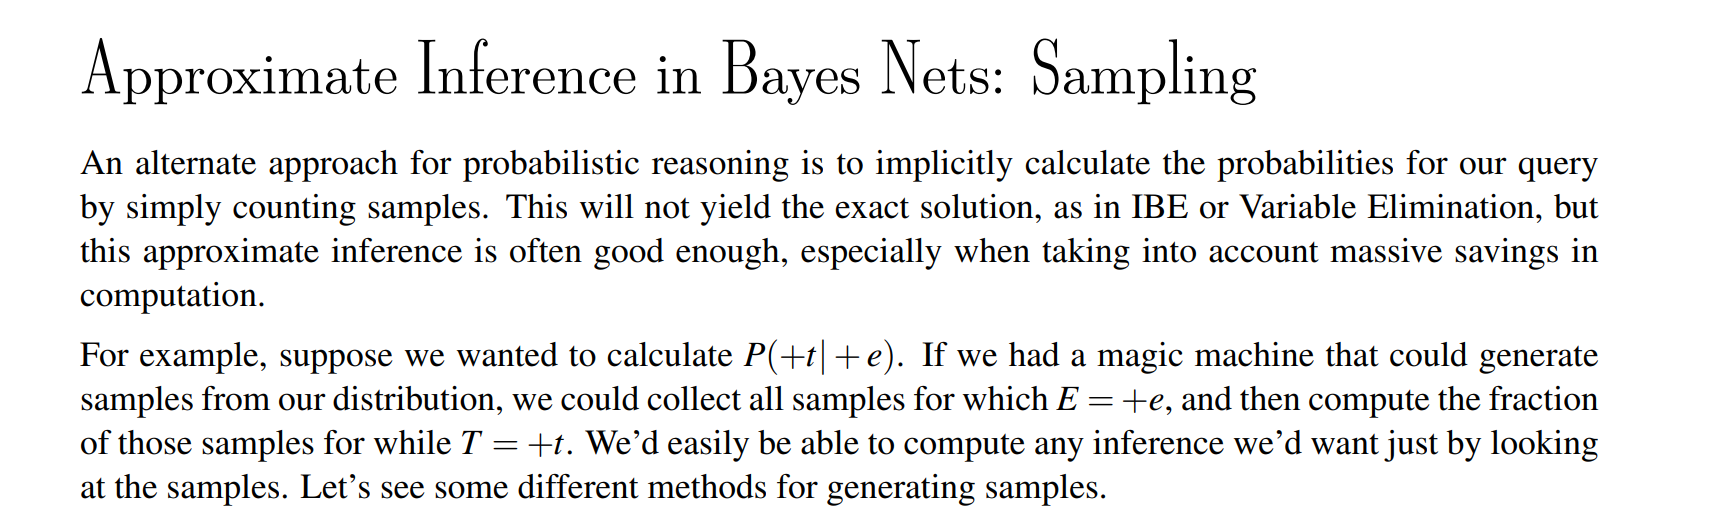 Approximate Inference in Bayes Nets: Sampling
An alternate approach for probabilistic reasoning is to implicitly calculate the probabilities for our query
by simply counting samples. This will not yield the exact solution, as in IBE or Variable Elimination, but
this approximate inference is often good enough, especially when taking into account massive savings in
computation.
For example, suppose we wanted to calculate P(+t| + e). If we had a magic machine that could generate
samples from our distribution, we could collect all samples for which E = +e, and then compute the fraction
of those samples for while T = +t. We'd easily be able to compute any inference we'd want just by looking
at the samples. Let's see some different methods for generating samples.